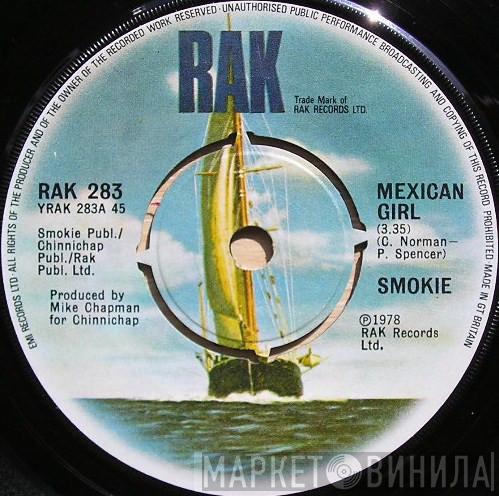 EMI RECORDS LTD·ALL RIGHTS OF THE PRODUCER AND OF THE OWNER OF THE RECORDED WORK RESERVED·UNAUTHORISED PUBLIC PERFORMANCE BROADCASTING AND COPYING OF THIS RECORD PROHIBITED MADE IN GT BRITAIN
RAK
Trade Mark of
RAK RECORDS LTD.
RAK 283
YRAK 283A 45
Smokie Publ./
Chinnichap
Publ./Rak
Publ. Ltd.
Produced by
Mike Chapman
for Chinnichap
MEXICAN
GIRL
(3.35)
(C. Norman—
P. Spencer)
SMOKIE
℗1978
RAK Records
Ltd.
МАРКЕТ ВИНИЛА